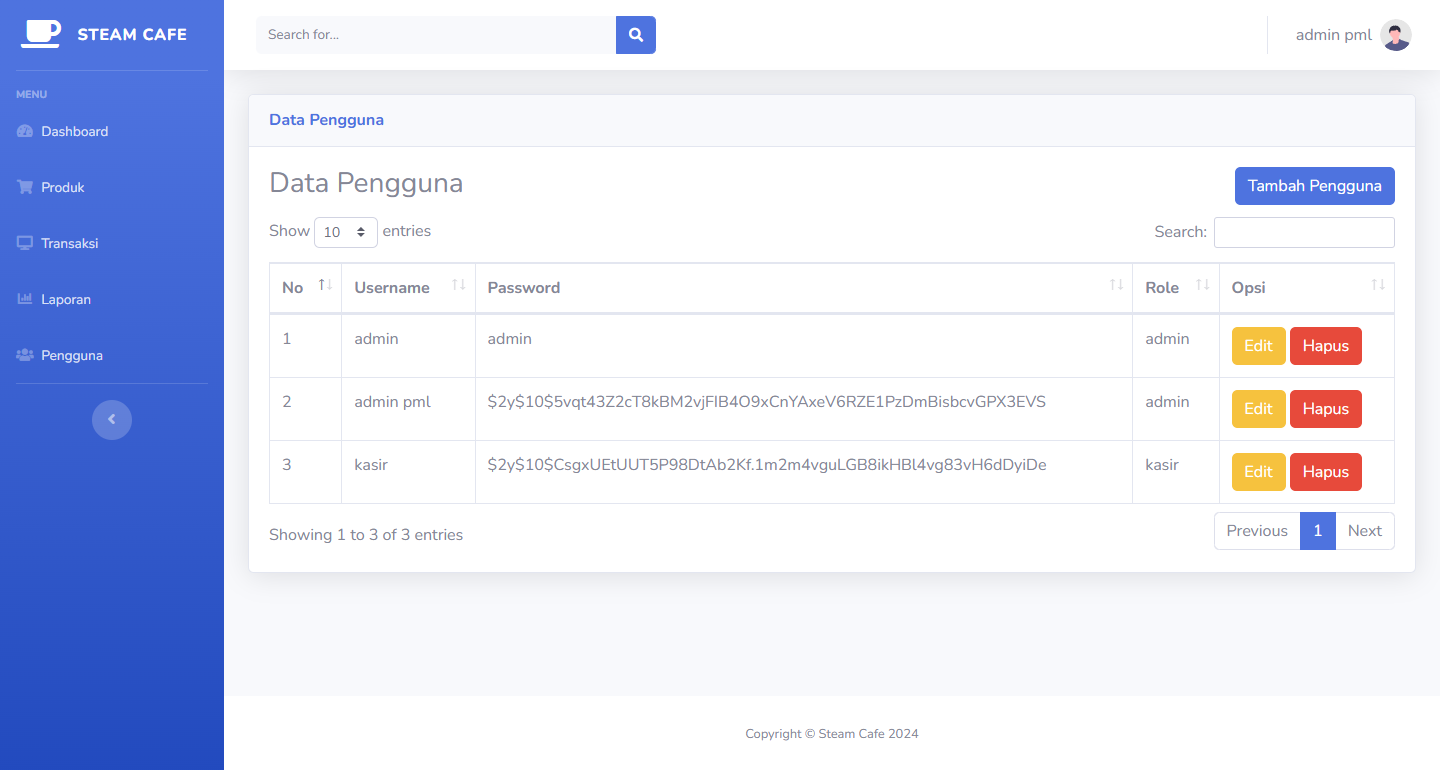 STEAM CAFE
Search for...
admin pml
MENU
Dashboard
Produk
Transaksi
Laporan
Pengguna
Data Pengguna
Data Pengguna
Tambah Pengguna
Show 10 entries
Search:
No Username Password Role Opsi
1 admin admin admin Edit Hapus
2 admin pml $2y$10$5vqt43Z2cT8kBM2vjFIB4O9xCnYAxeV6RZE1PzDmBisbcvGPX3EVS admin Edit Hapus
3 kasir $2y$10$CsgxUEtUUT5P98DtAb2Kf.1m2m4vguLGB8ikHBl4vg83vH6dDyiDe kasir Edit Hapus
Showing 1 to 3 of 3 entries
Previous 1 Next
Copyright © Steam Cafe 2024